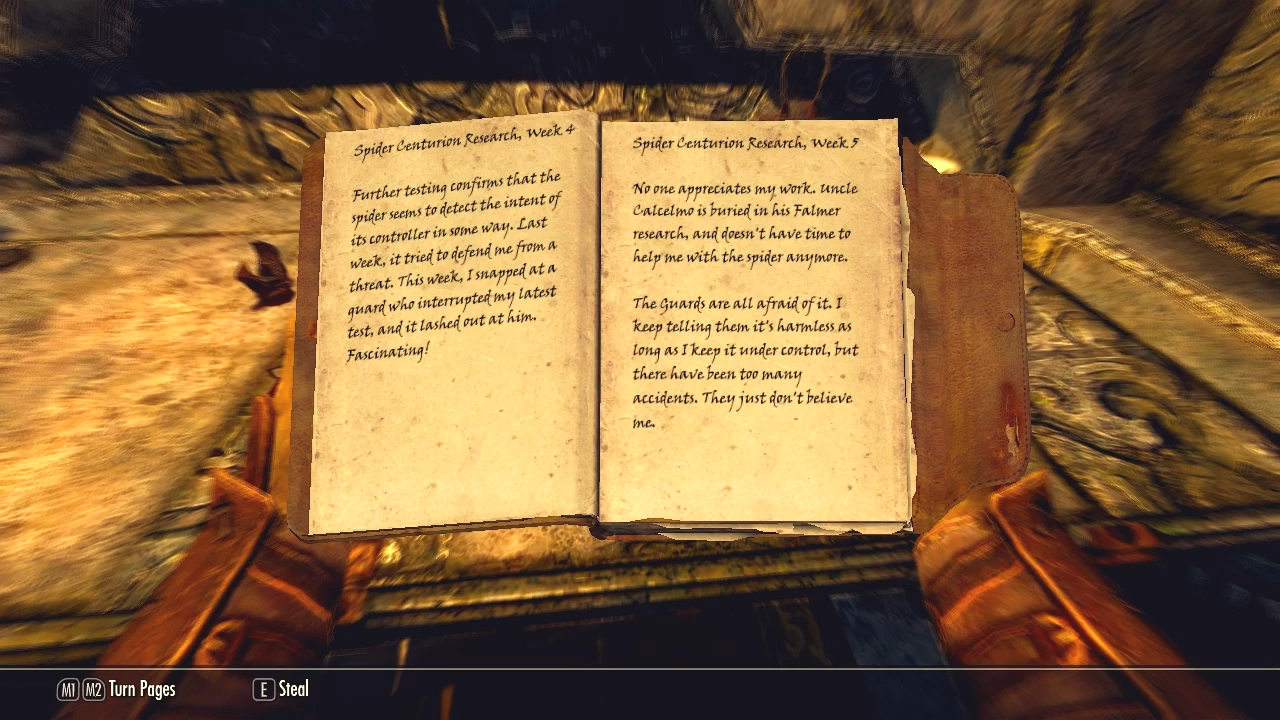 Spider Centurion Research, Week 4
Further testing confirms that the
spider seems to detect the intent of
its controller in some way. Last
week, it tried to defend me from a
threat. This week, I snapped at a
guard who interrupted my latest
test, and it lashed out at him.
Fascinating!
Spider Centurion Research, Week 5
No one appreciates my work. Uncle
Calcelmo is buried in his Falmer
research, and doesn't have time to
help me with the spider anymore.
The Guards are all afraid of it. I
keep telling them it's harmless as
long as I keep it under control, but
there have been too many
accidents. They just don't believe
me.
M1 M2 Turn Pages E Steal